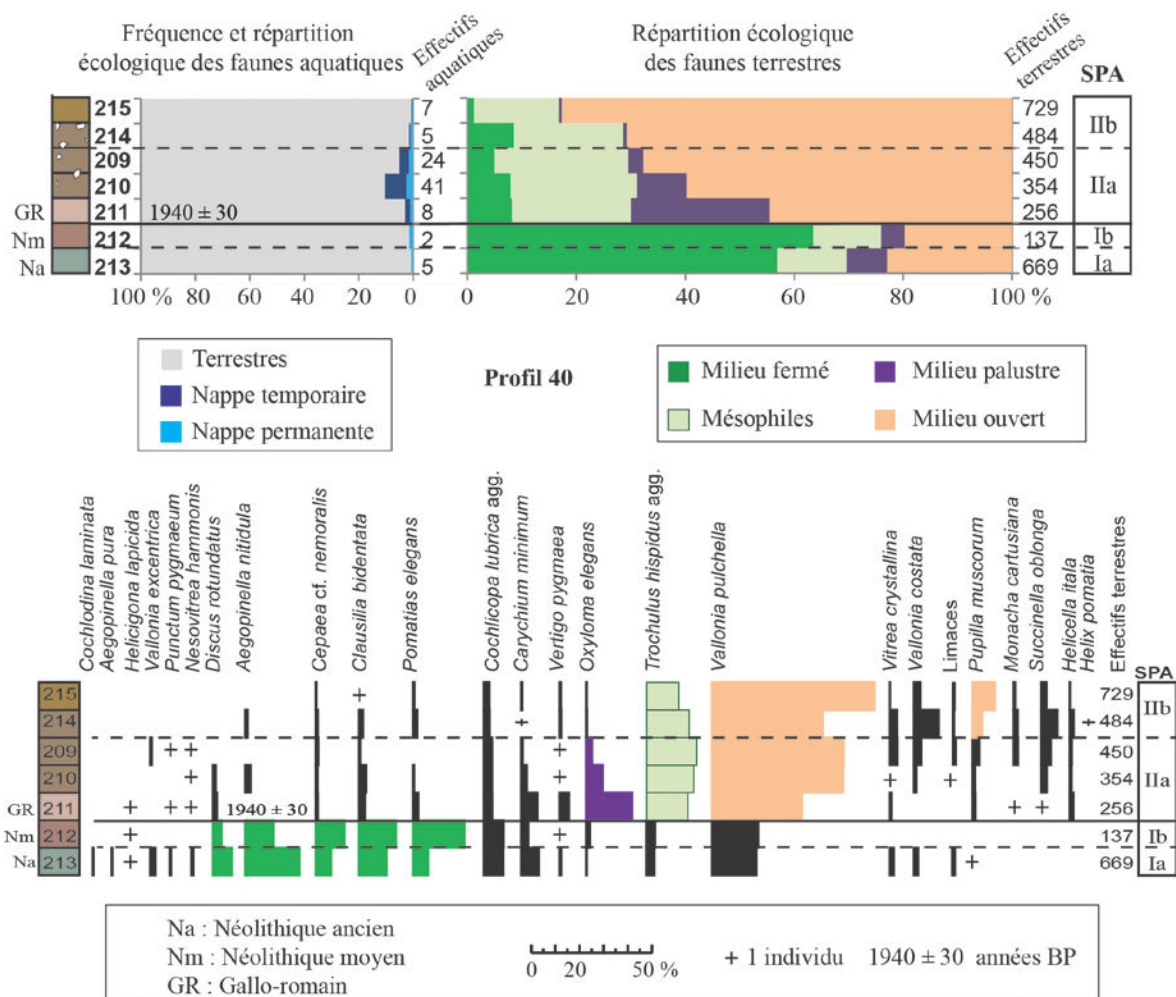 Fréquence et répartition
écologique des faunes aquatiques
Effectifs
aquatiques
Répartition écologique
des faunes terrestres
Effectifs
terrestres
SPA
215 7 729 IIb
214 5 484
209 24 450 IIa
210 41 354
GR 211 1940 ± 30 8 256
Nm 212 2 137 Ib
Na 213 5 669 Ia
100 % 80 60 40 20 0
0 20 40 60 80 100 %
Terrestres
Nappe temporaire
Nappe permanente
Profil 40
Milieu fermé
Milieu palustre
Mésophiles
Milieu ouvert
Cochlodina laminata
Aegopinella pura
Helicigona lapicida
Vallonia excentrica
Punctum pygmaeum
Nesovitrea hammonis
Discus rotundatus
Aegopinella nitidula
Cepaea cf. nemoralis
Clausilia bidentata
Pomatias elegans
Cochlicopa lubrica agg.
Carychium minimum
Vertigo pygmaea
Oxyloma elegans
Trochulus hispidus agg.
Vallonia pulchella
Vitrea crystallina
Vallonia costata
Limaces
Pupilla muscorum
Monacha cartusiana
Succinella oblonga
Helicella itala
Helix pomatia
Effectifs terrestres
SPA
215 + 729 IIb
214 + + 484
209 + + + 450 IIa
210 + + + + 354
GR 211 + + + 1940 ± 30 + + 256
Nm 212 + + 137 Ib
Na 213 + + 669 Ia
Na : Néolithique ancien
Nm : Néolithique moyen
GR : Gallo-romain
0 20 50 %
+ 1 individu 1940 ± 30 années BP